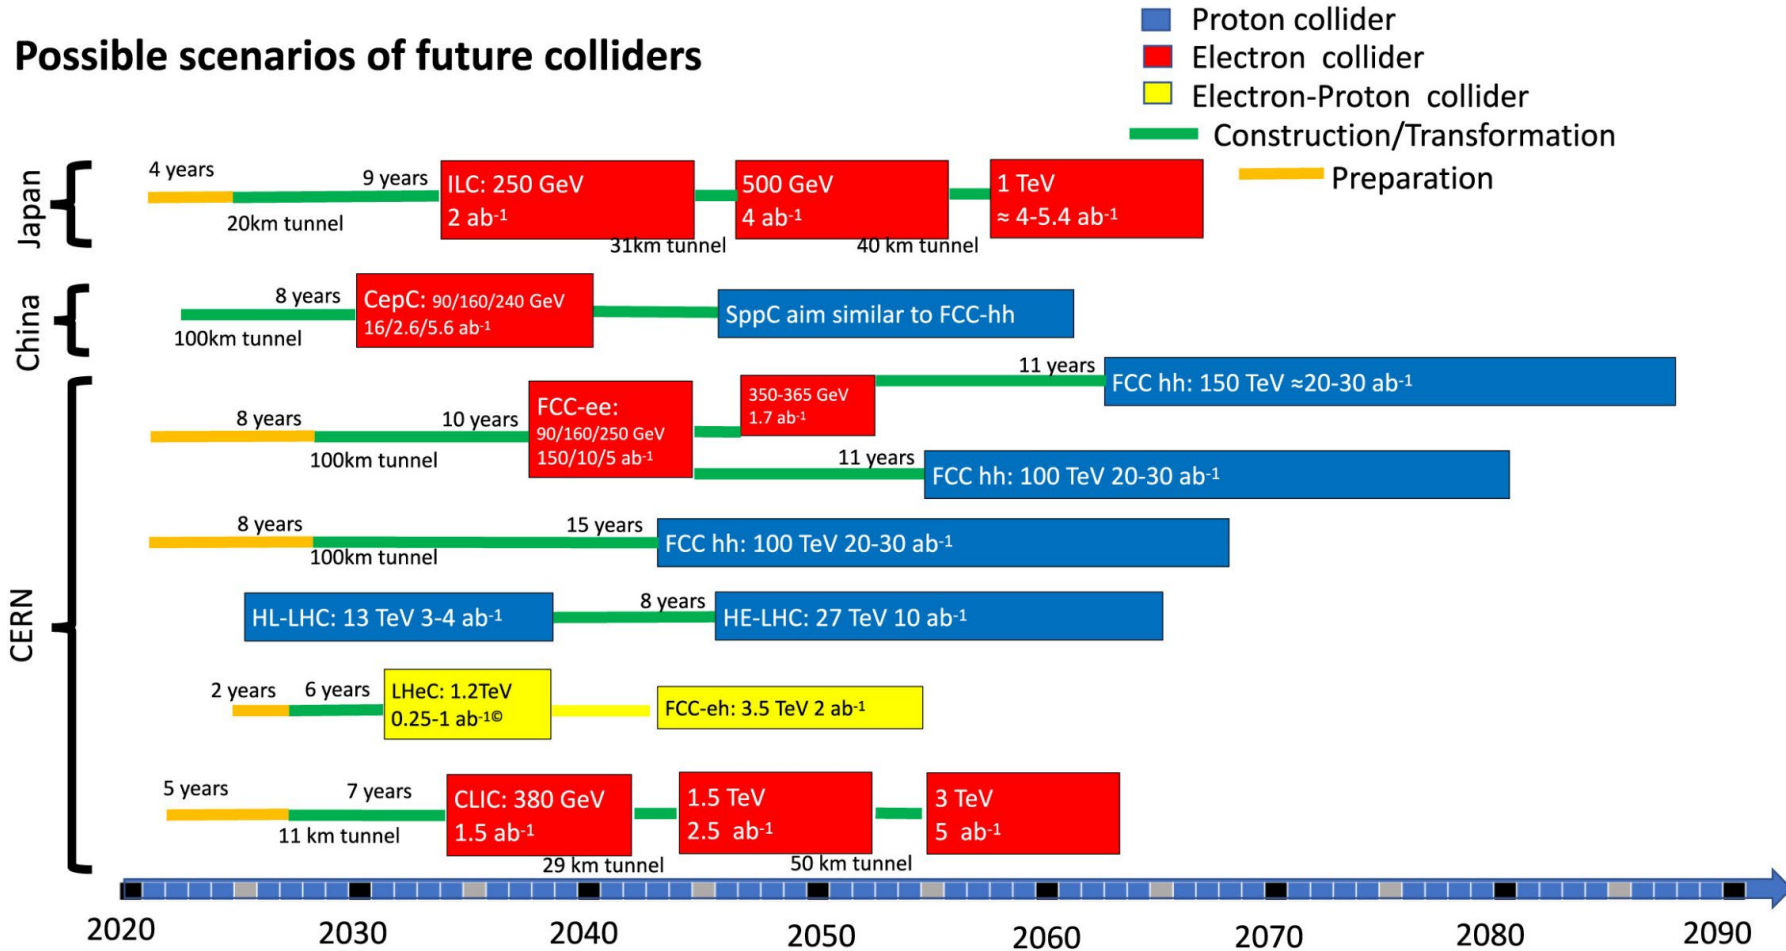 Possible scenarios of future colliders
Proton collider
Electron collider
Electron-Proton collider
Construction/Transformation
Preparation
Japan
4 years
9 years
20km tunnel
ILC: 250 GeV
2 ab⁻¹
31km tunnel
500 GeV
4 ab⁻¹
40 km tunnel
1 TeV
≈ 4-5.4 ab⁻¹
China
8 years
100km tunnel
CepC: 90/160/240 GeV
16/2.6/5.6 ab⁻¹
SppC aim similar to FCC-hh
CERN
8 years
10 years
100km tunnel
FCC-ee:
90/160/250 GeV
150/10/5 ab⁻¹
350-365 GeV
1.7 ab⁻¹
11 years
FCC hh: 150 TeV ≈20-30 ab⁻¹
11 years
FCC hh: 100 TeV 20-30 ab⁻¹
8 years
15 years
100km tunnel
FCC hh: 100 TeV 20-30 ab⁻¹
HL-LHC: 13 TeV 3-4 ab⁻¹
8 years
HE-LHC: 27 TeV 10 ab⁻¹
2 years
6 years
LHeC: 1.2TeV
0.25-1 ab⁻¹©
FCC-eh: 3.5 TeV 2 ab⁻¹
5 years
7 years
11 km tunnel
CLIC: 380 GeV
1.5 ab⁻¹
29 km tunnel
1.5 TeV
2.5 ab⁻¹
50 km tunnel
3 TeV
5 ab⁻¹
2020
2030
2040
2050
2060
2070
2080
2090